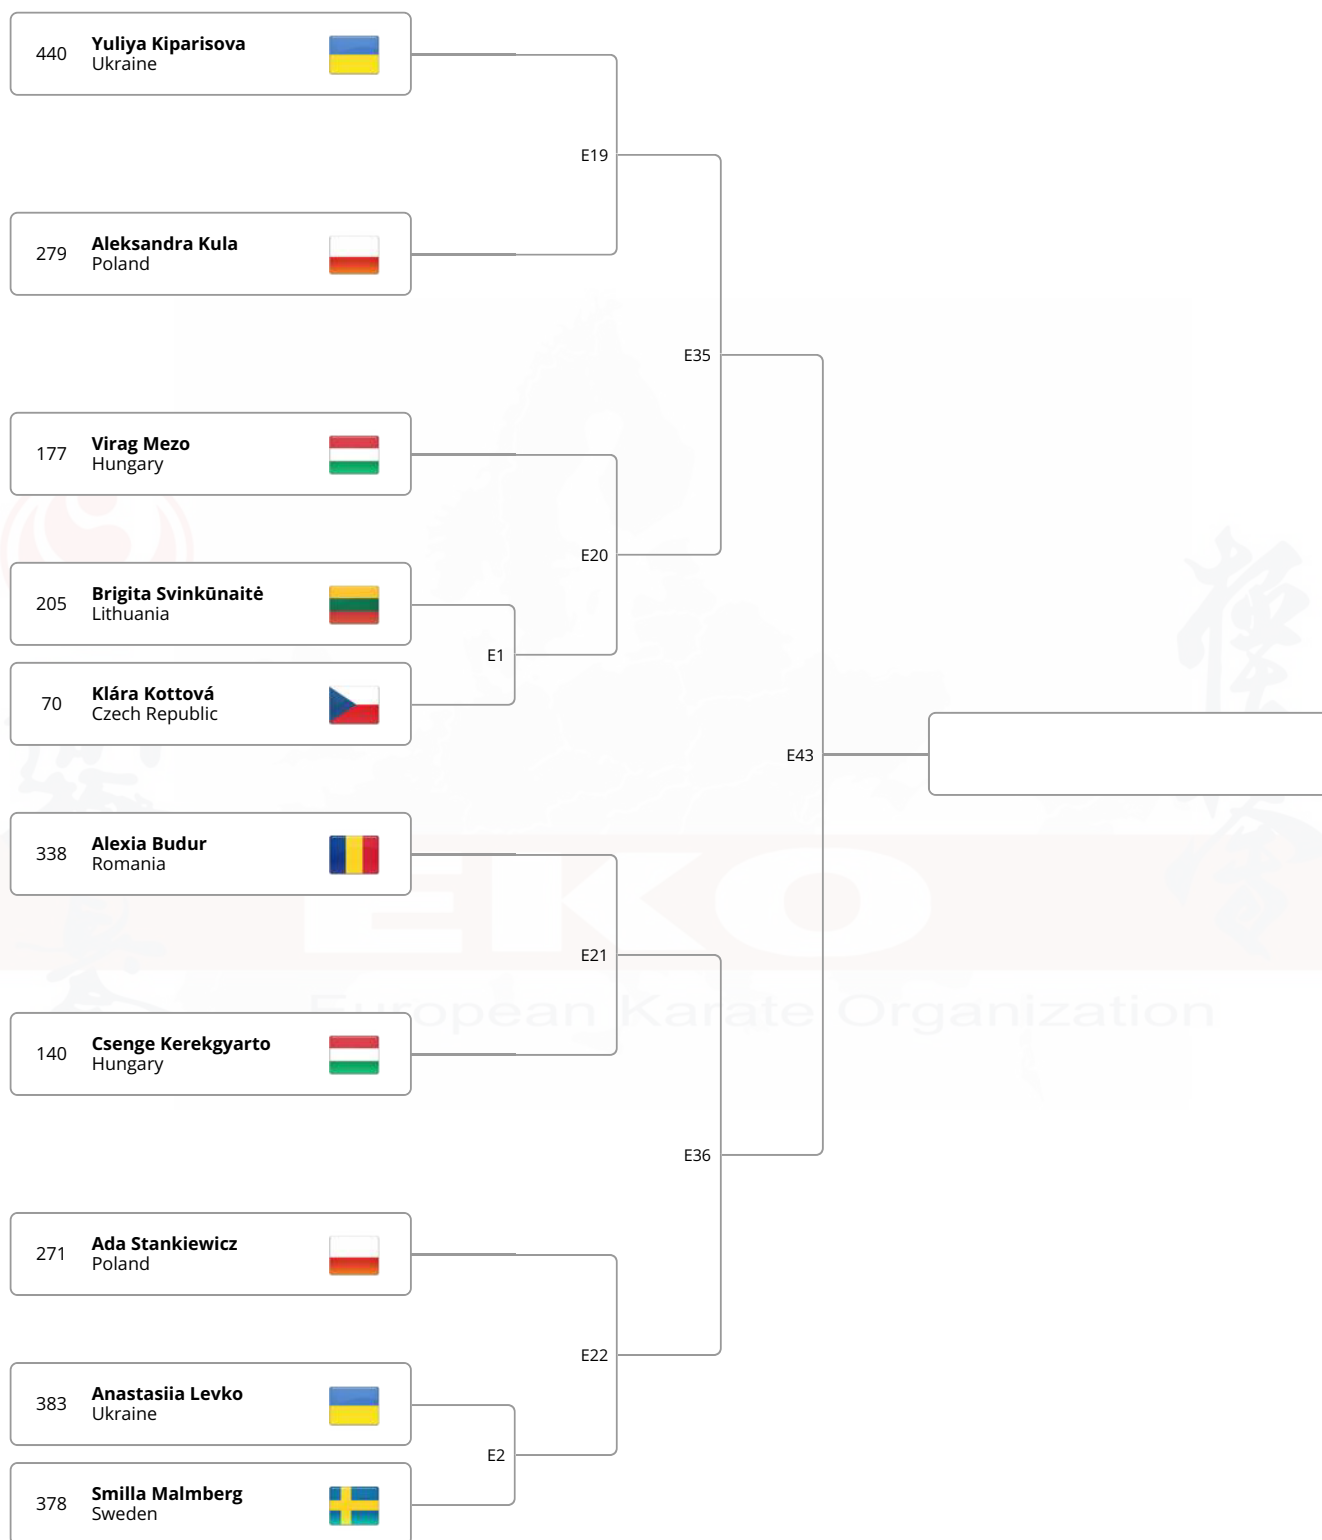 440
Yuliya Kiparisova
Ukraine
E19
279
Aleksandra Kula
Poland
E35
177
Virag Mezo
Hungary
E20
205
Brigita Svinkūnaitė
Lithuania
E1
70
Klára Kottová
Czech Republic
E43
338
Alexia Budur
Romania
EKO
E21
European Karate Organization
140
Csenge Kerekgyarto
Hungary
E36
271
Ada Stankiewicz
Poland
E22
383
Anastasiia Levko
Ukraine
E2
378
Smilla Malmberg
Sweden